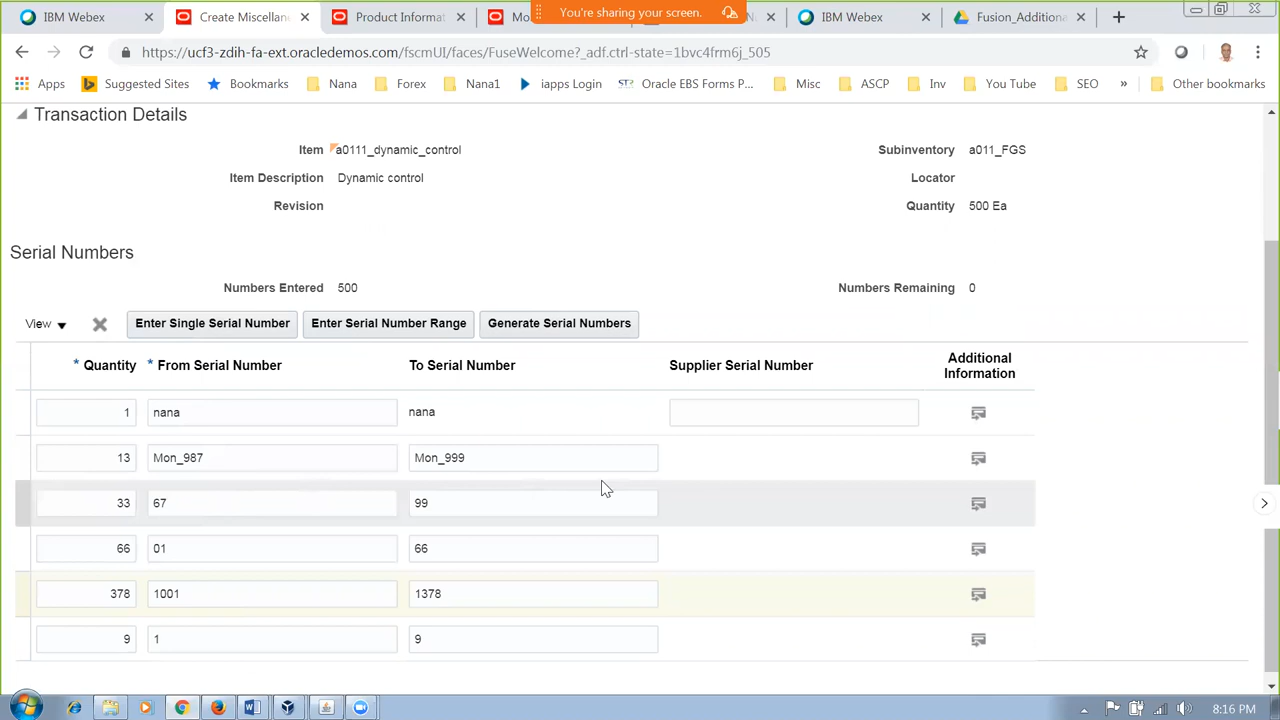 IBM Webex
Create Miscellane
Product Informat
Mo
You're sharing your screen.
IBM Webex
Fusion_Additiona
https://ucf3-zdih-fa-ext.oracledemos.com/fscmUI/faces/FuseWelcome?_adf.ctrl-state=1bvc4frm6j_505
Apps Suggested Sites Bookmarks Nana Forex Nana1 iapps Login Oracle EBS Forms P... Misc ASCP Inv You Tube SEO » Other bookmarks
Transaction Details
Item a0111_dynamic_control Subinventory a011_FGS
Item Description Dynamic control Locator
Revision Quantity 500 Ea
Serial Numbers
Numbers Entered 500 Numbers Remaining 0
View Enter Single Serial Number Enter Serial Number Range Generate Serial Numbers
* Quantity * From Serial Number To Serial Number Supplier Serial Number Additional Information
1 nana nana
13 Mon_987 Mon_999
33 67 99
66 01 66
378 1001 1378
9 1 9
8:16 PM